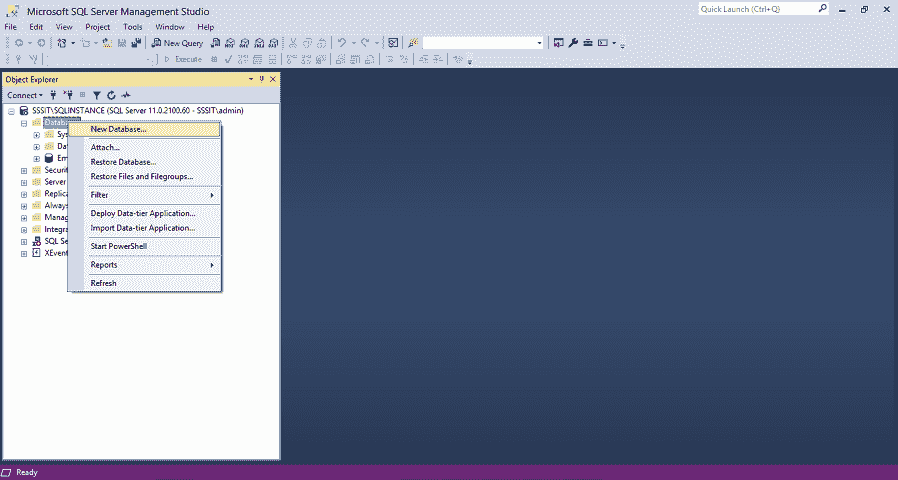 Microsoft SQL Server Management Studio
Quick Launch (Ctrl+Q)
File Edit View Project Tools Window Help
New Query
Execute
Object Explorer
Connect
SSSIT\SQLINSTANCE (SQL Server 11.0.2100.60 - SSSIT\admin)
Datab
New Database...
Sys
Attach...
Da
Restore Database...
Em
Securit
Restore Files and Filegroups...
Server
Replica
Filter
Always
Deploy Data-tier Application...
Manag
Import Data-tier Application...
Integra
SQL Se
Start PowerShell
XEvent
Reports
Refresh
Ready